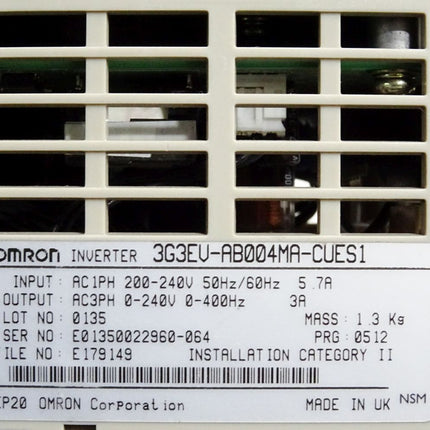 omron INVERTER 3G3EV-AB004MA-CUES1
INPUT : AC1PH 200-240V 50Hz/60Hz 5.7A
OUTPUT : AC3PH 0-240V 0-400Hz 3A
LOT NO : 0135 MASS : 1.3 Kg
SER NO : E01350022960-064 PRG : 0512
FILE NO : E179149 INSTALLATION CATEGORY II
IP20 OMRON Corporation MADE IN UK NSM